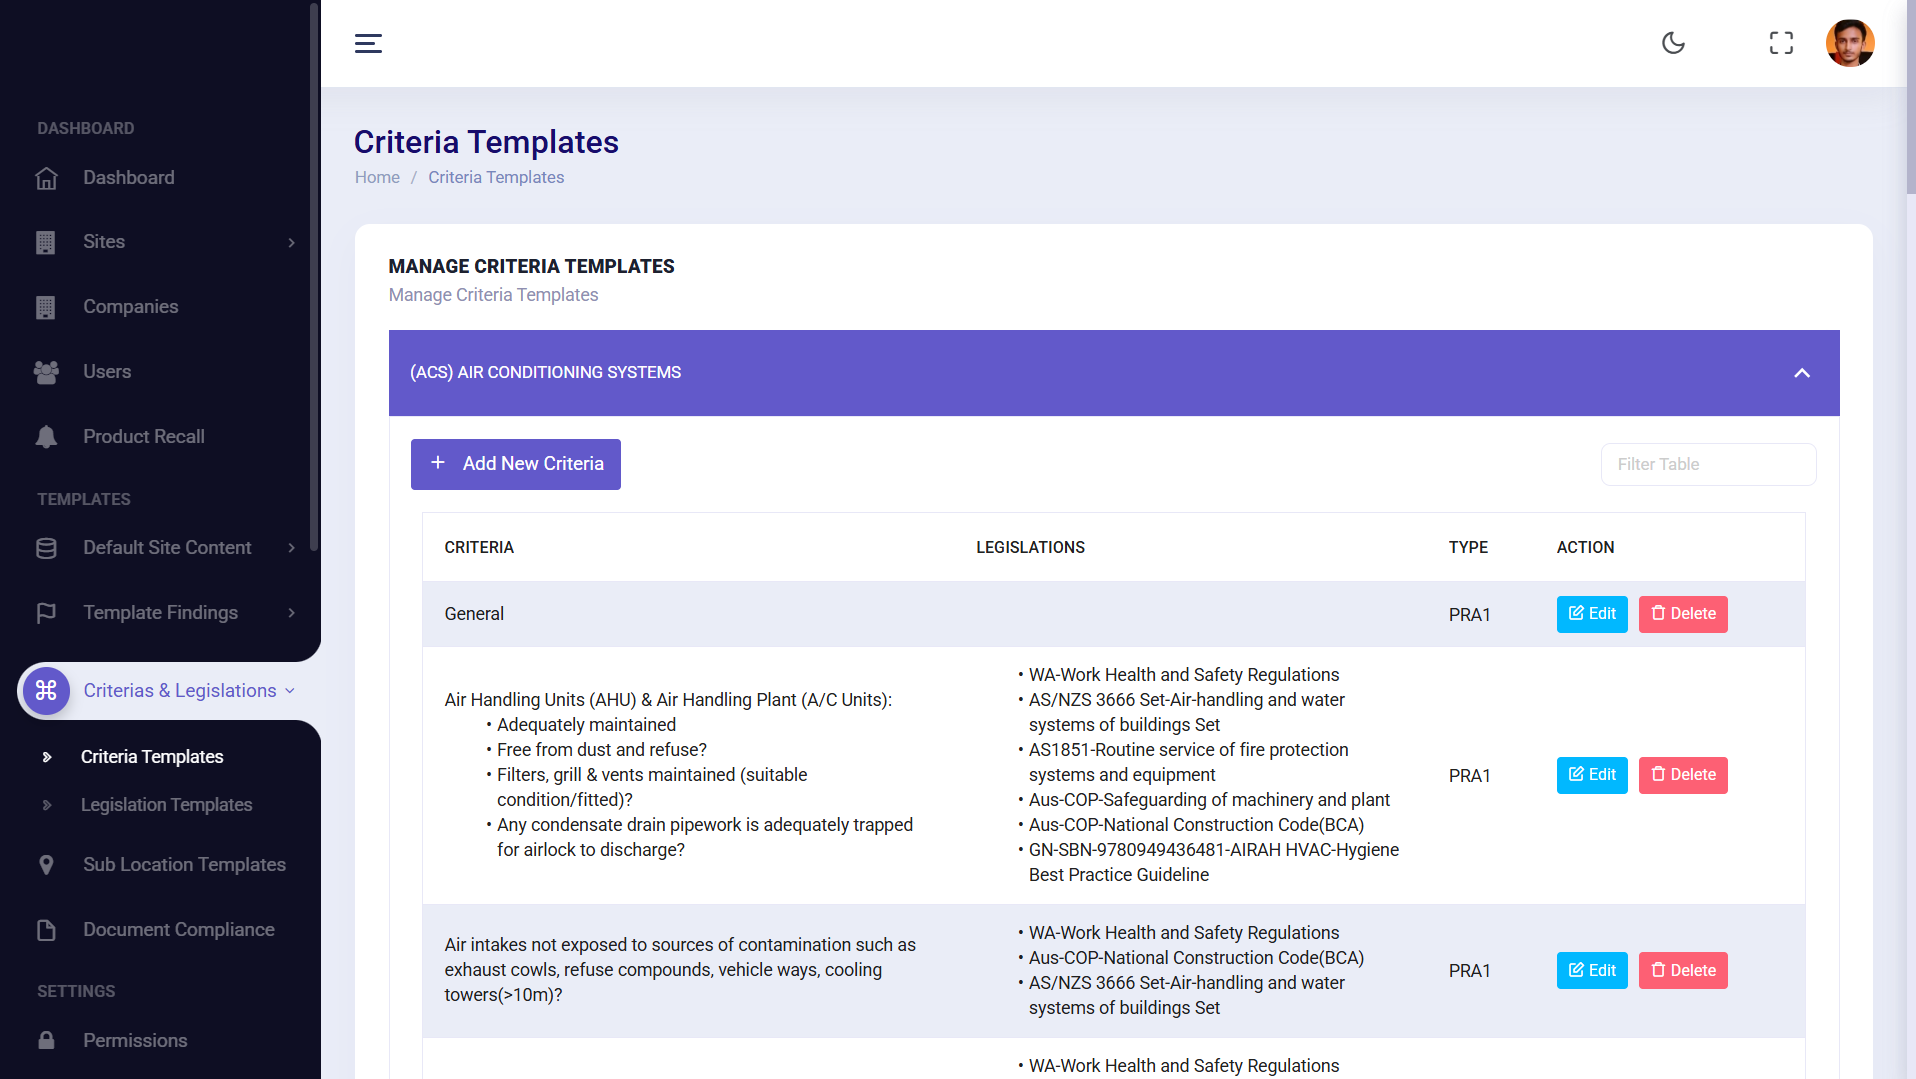 DASHBOARD
Dashboard
Sites
Companies
Users
Product Recall
TEMPLATES
Default Site Content
Template Findings
Criterias & Legislations
Criteria Templates
Legislation Templates
Sub Location Templates
Document Compliance
SETTINGS
Permissions
Criteria Templates
Home / Criteria Templates
MANAGE CRITERIA TEMPLATES
Manage Criteria Templates
(ACS) AIR CONDITIONING SYSTEMS
+ Add New Criteria
Filter Table
CRITERIA LEGISLATIONS TYPE ACTION
General PRA1 Edit Delete
Air Handling Units (AHU) & Air Handling Plant (A/C Units):
• Adequately maintained
• Free from dust and refuse?
• Filters, grill & vents maintained (suitable
condition/fitted)?
• Any condensate drain pipework is adequately trapped
for airlock to discharge?
• WA-Work Health and Safety Regulations
• AS/NZS 3666 Set-Air-handling and water
systems of buildings Set
• AS1851-Routine service of fire protection
systems and equipment
• Aus-COP-Safeguarding of machinery and plant
• Aus-COP-National Construction Code(BCA)
• GN-SBN-9780949436481-AIRAH HVAC-Hygiene
Best Practice Guideline
PRA1 Edit Delete
Air intakes not exposed to sources of contamination such as
exhaust cowls, refuse compounds, vehicle ways, cooling
towers(>10m)?
• WA-Work Health and Safety Regulations
• Aus-COP-National Construction Code(BCA)
• AS/NZS 3666 Set-Air-handling and water
systems of buildings Set
PRA1 Edit Delete
• WA-Work Health and Safety Regulations